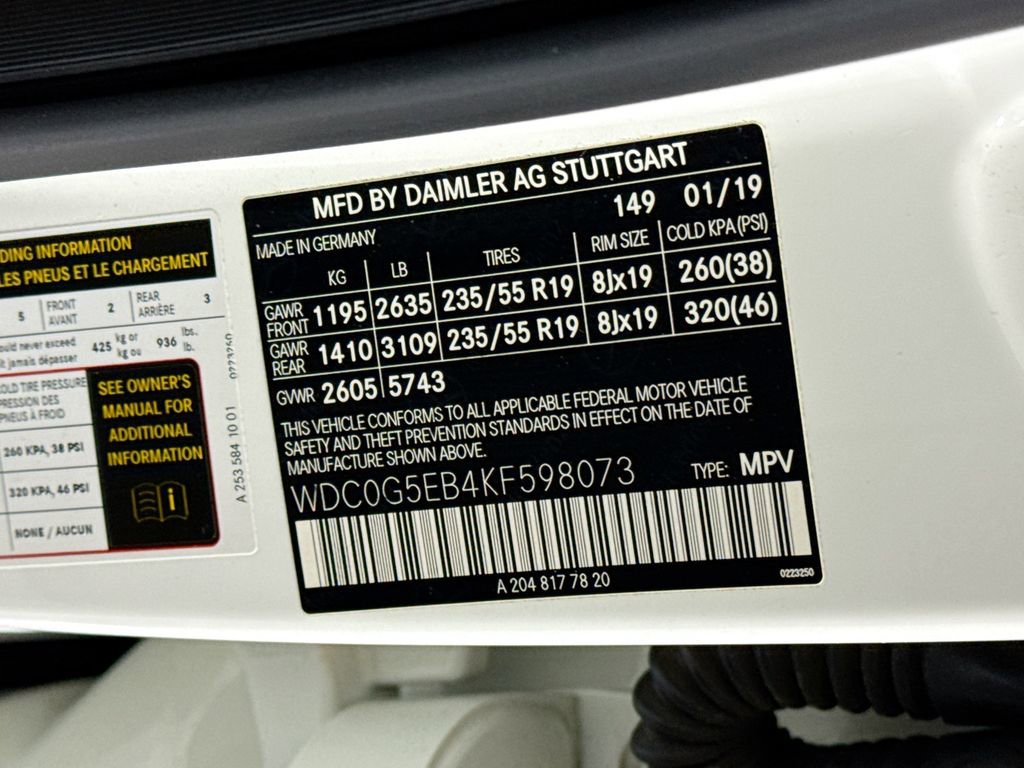 DING INFORMATION
LES PNEUS ET LE CHARGEMENT
5 FRONT AVANT 2 REAR ARRIÈRE 3
ould never exceed
it jamais dépasser 425 kg or kg ou 936 lbs. lb.
OLD TIRE PRESSURE
PRESSION DES
PNEUS À FROID
260 KPA, 38 PSI
320 KPA, 46 PSI
NONE / AUCUN
SEE OWNER'S
MANUAL FOR
ADDITIONAL
INFORMATION
A 253 584 10 01 0223250
MFD BY DAIMLER AG STUTTGART
149 01/19
MADE IN GERMANY
KG LB TIRES RIM SIZE COLD KPA(PSI)
GAWR FRONT 1195 2635 235/55 R19 8Jx19 260(38)
GAWR REAR 1410 3109 235/55 R19 8Jx19 320(46)
GVWR 2605 5743
THIS VEHICLE CONFORMS TO ALL APPLICABLE FEDERAL MOTOR VEHICLE
SAFETY AND THEFT PREVENTION STANDARDS IN EFFECT ON THE DATE OF
MANUFACTURE SHOWN ABOVE.
WDC0G5EB4KF598073 TYPE: MPV
A 204 817 78 20 0223250